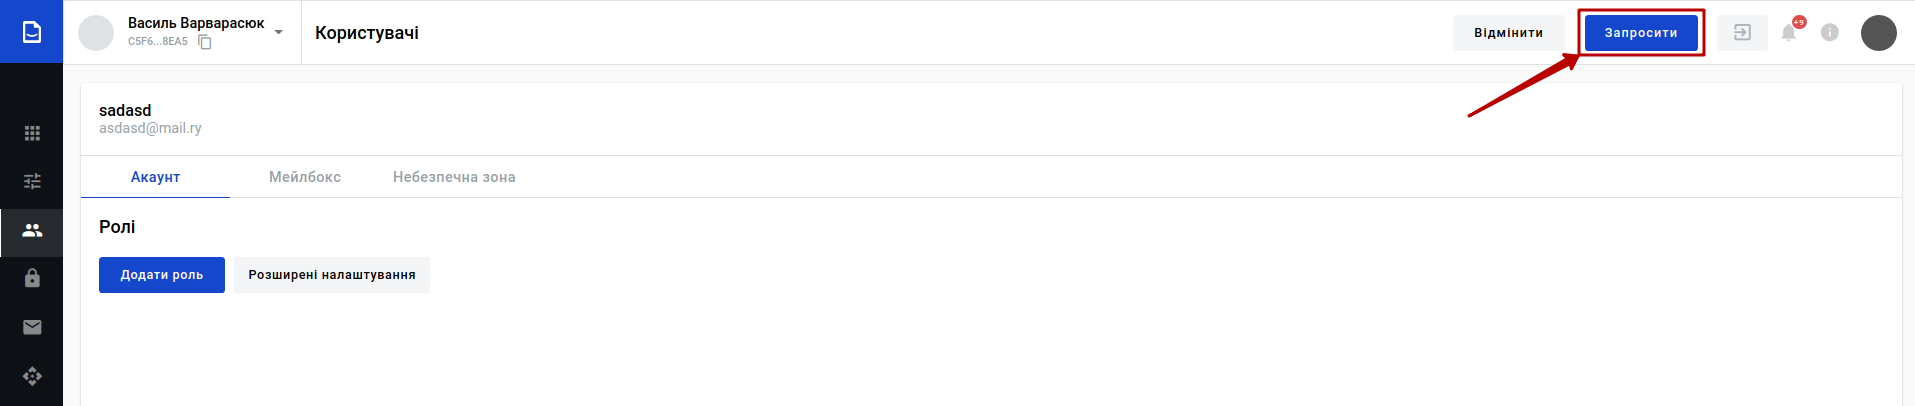 Василь Варварасюк
C5F6...8EA5
Користувачі
Відмінити
Запросити
+9
sadasd
asdasd@mail.ry
Акаунт
Мейлбокс
Небезпечна зона
Ролі
Додати роль
Розширені налаштування